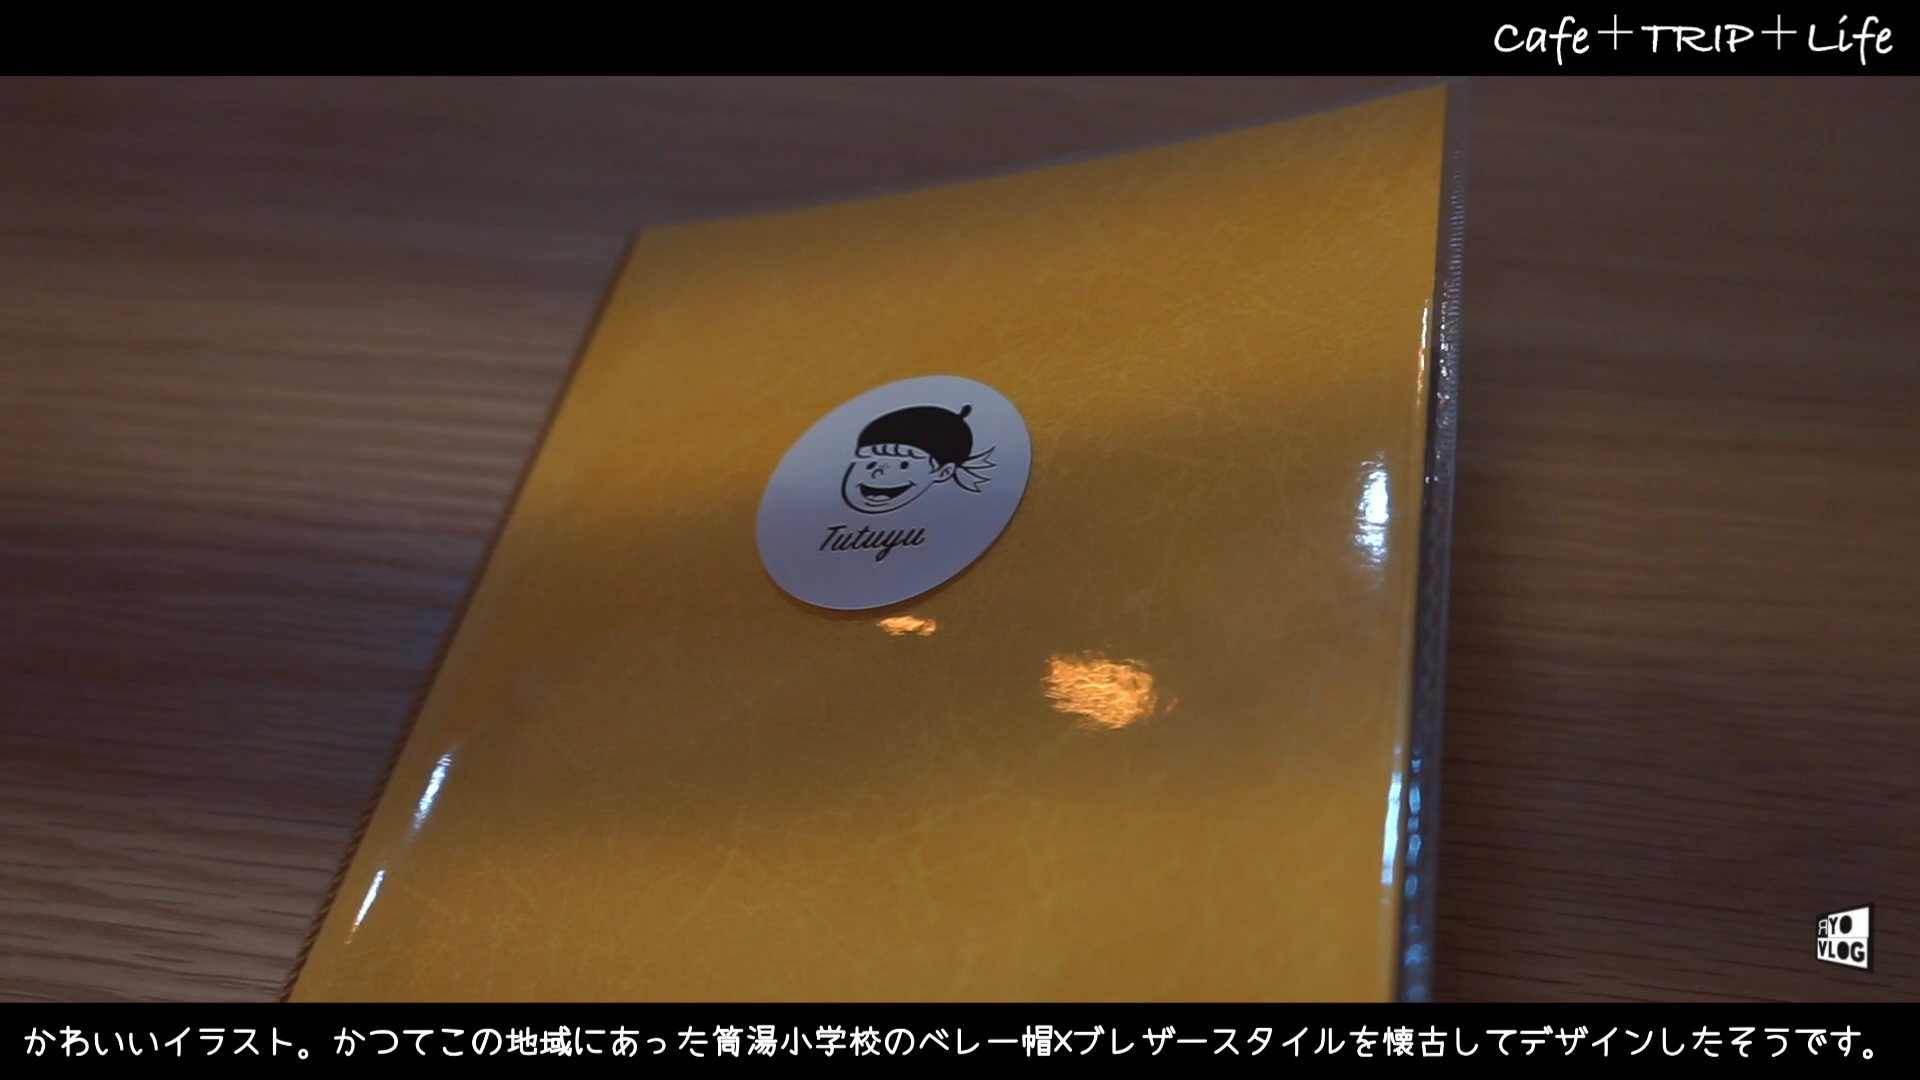 Cafe＋TRIP＋Life
Tutuyu
RYO
VLOG
かわいいイラスト。かつてこの地域にあった筒湯小学校のベレー帽Xブレザースタイルを懐古してデザインしたそうです。